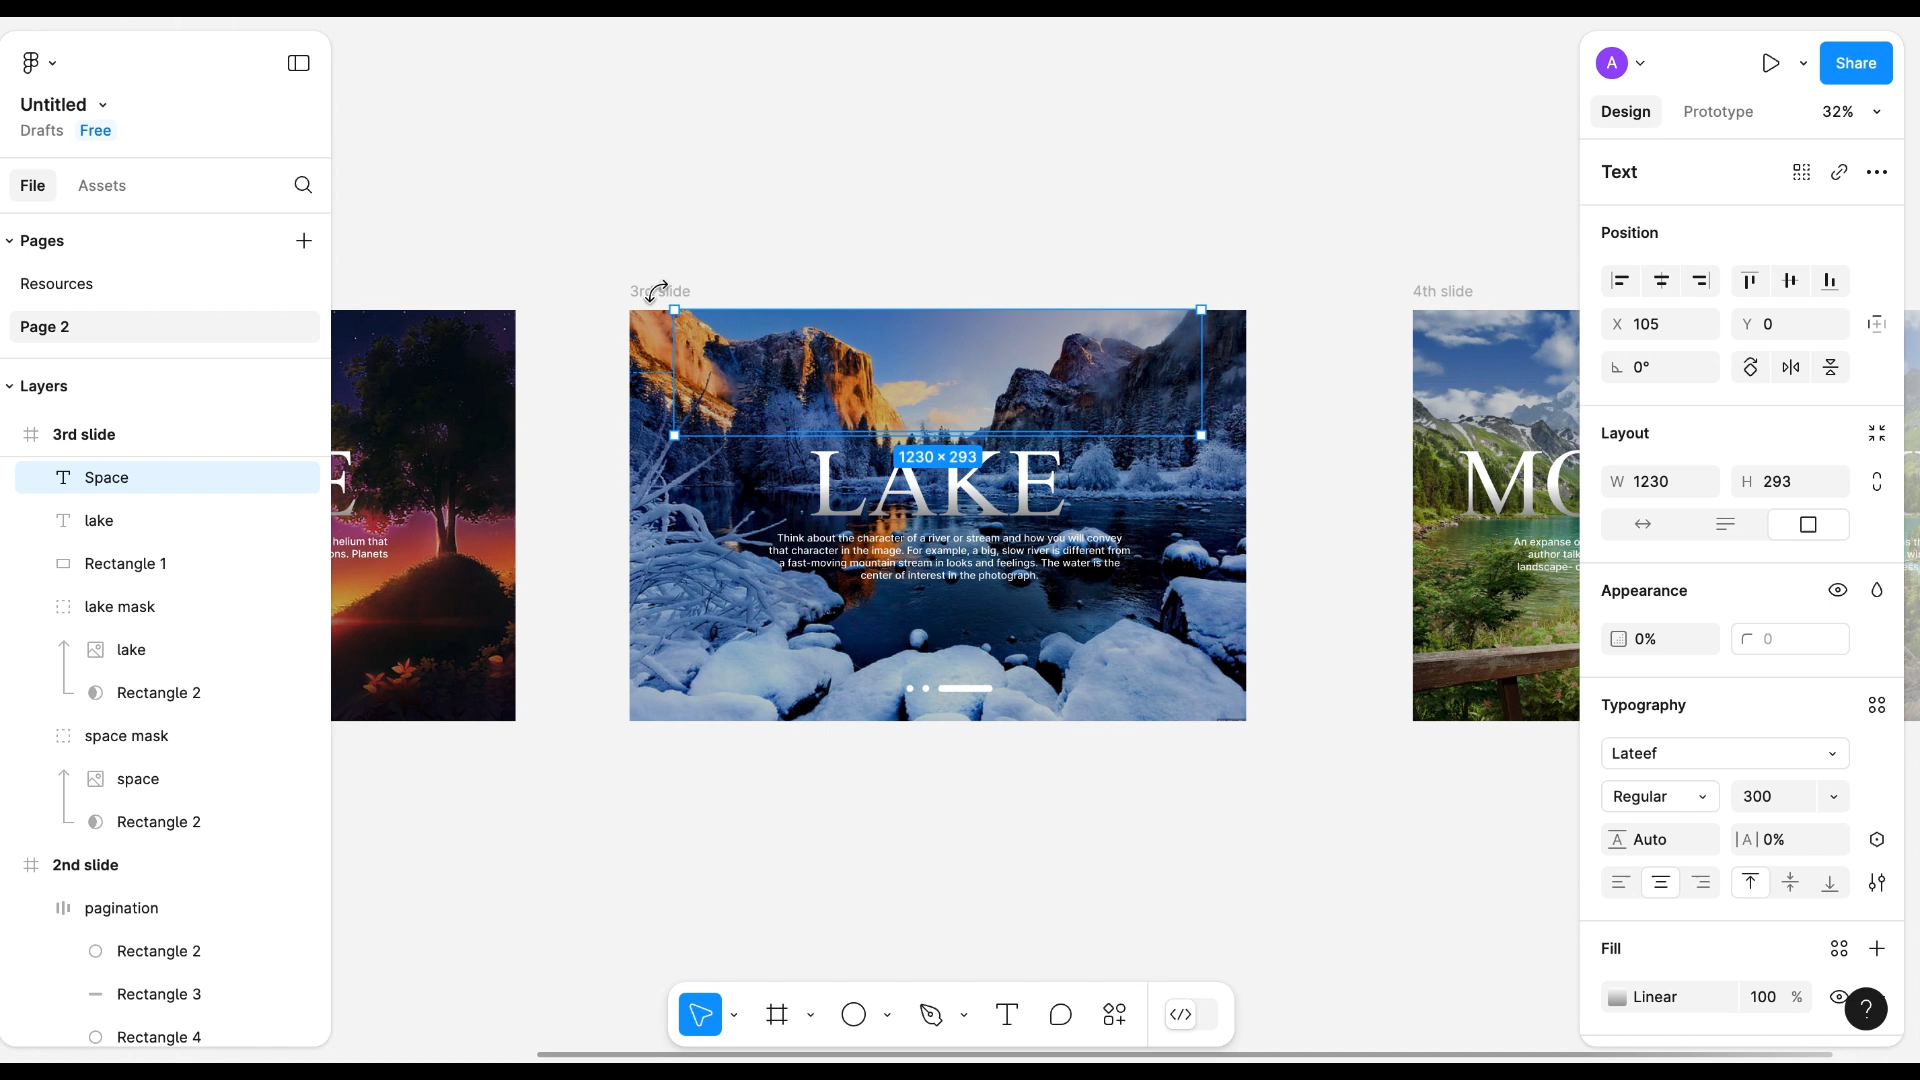 Untitled
Drafts Free
File Assets
Pages
Resources
Page 2
Layers
3rd slide
Space
lake
Rectangle 1
lake mask
lake
Rectangle 2
space mask
space
Rectangle 2
2nd slide
pagination
Rectangle 2
Rectangle 3
Rectangle 4
E
helium that
ons. Planets
3rd slide
1230 × 293
LAKE
Think about the character of a river or stream and how you will convey
that character in the image. For example, a big, slow river is different from
a fast-moving mountain stream in looks and feelings. The water is the
center of interest in the photograph.
4th slide
MO
An expanse o
author talk
landscape- c
A
Share
Design Prototype 32%
Text
Position
X 105 Y 0
0°
Layout
W 1230 H 293
Appearance
0% 0
Typography
Lateef
Regular 300
A Auto |A| 0%
Fill
Linear 100 %
?